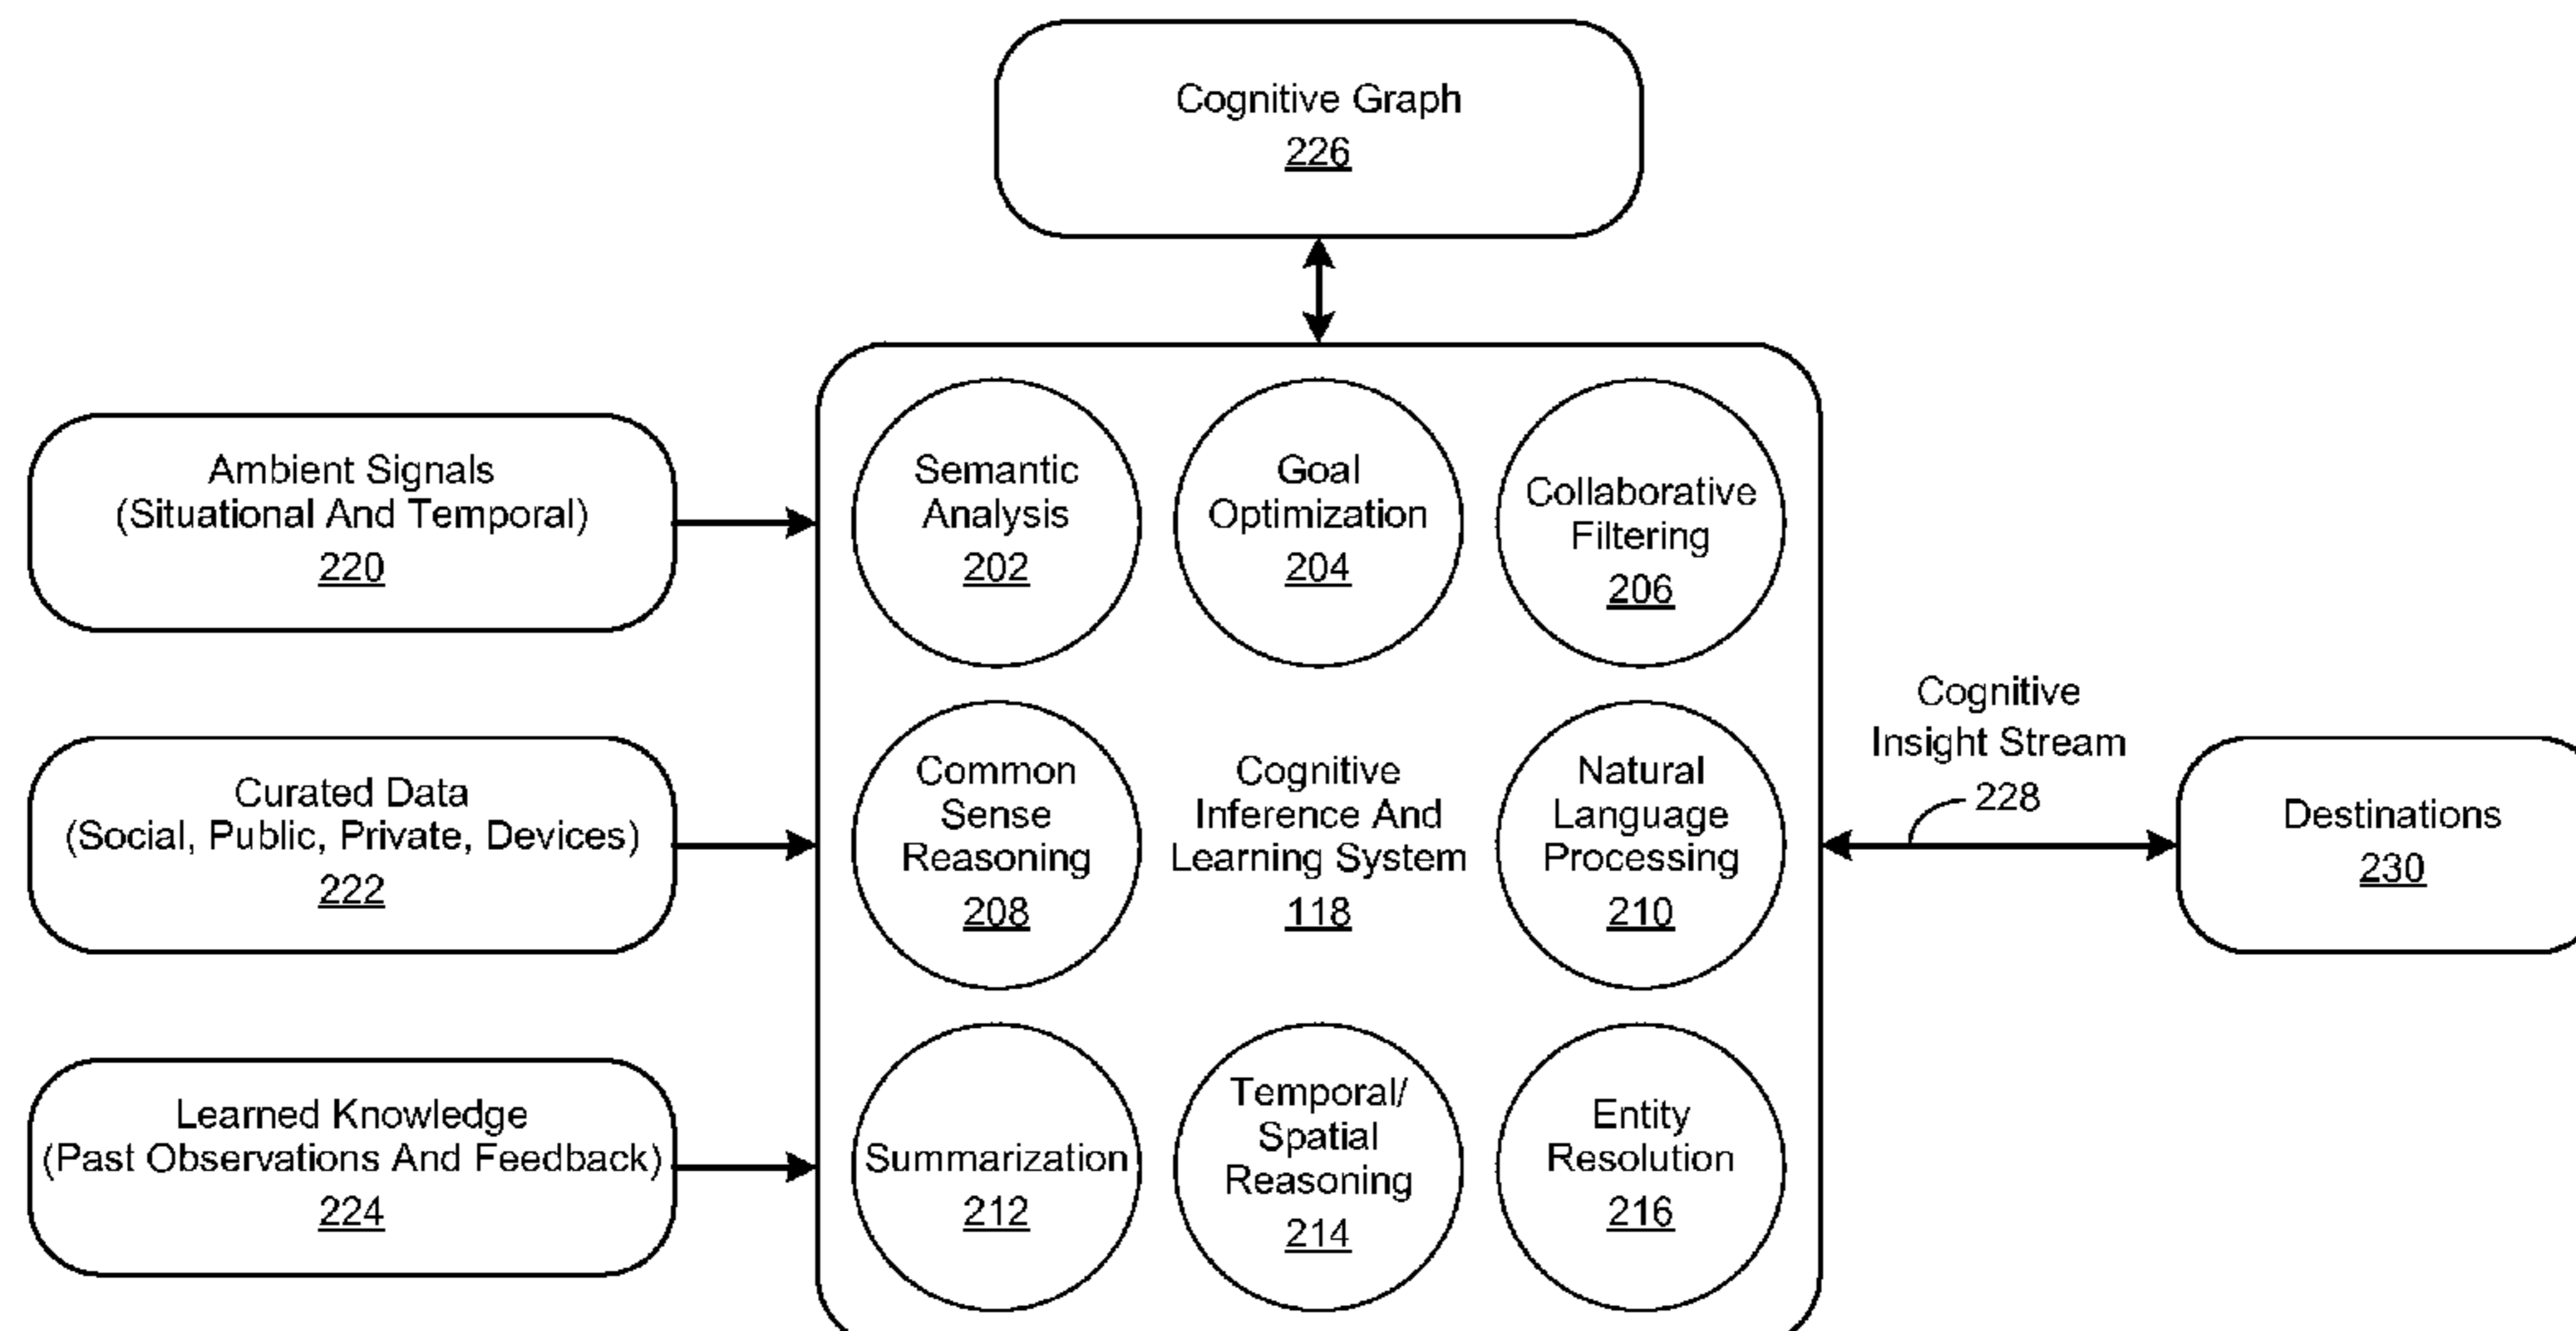 Cognitive Graph
226
Ambient Signals
(Situational And Temporal)
220
Semantic
Analysis
202
Goal
Optimization
204
Collaborative
Filtering
206
Curated Data
(Social, Public, Private, Devices)
222
Common
Sense
Reasoning
208
Cognitive
Inference And
Learning System
118
Natural
Language
Processing
210
Cognitive
Insight Stream
228
Destinations
230
Learned Knowledge
(Past Observations And Feedback)
224
Summarization
212
Temporal/
Spatial
Reasoning
214
Entity
Resolution
216